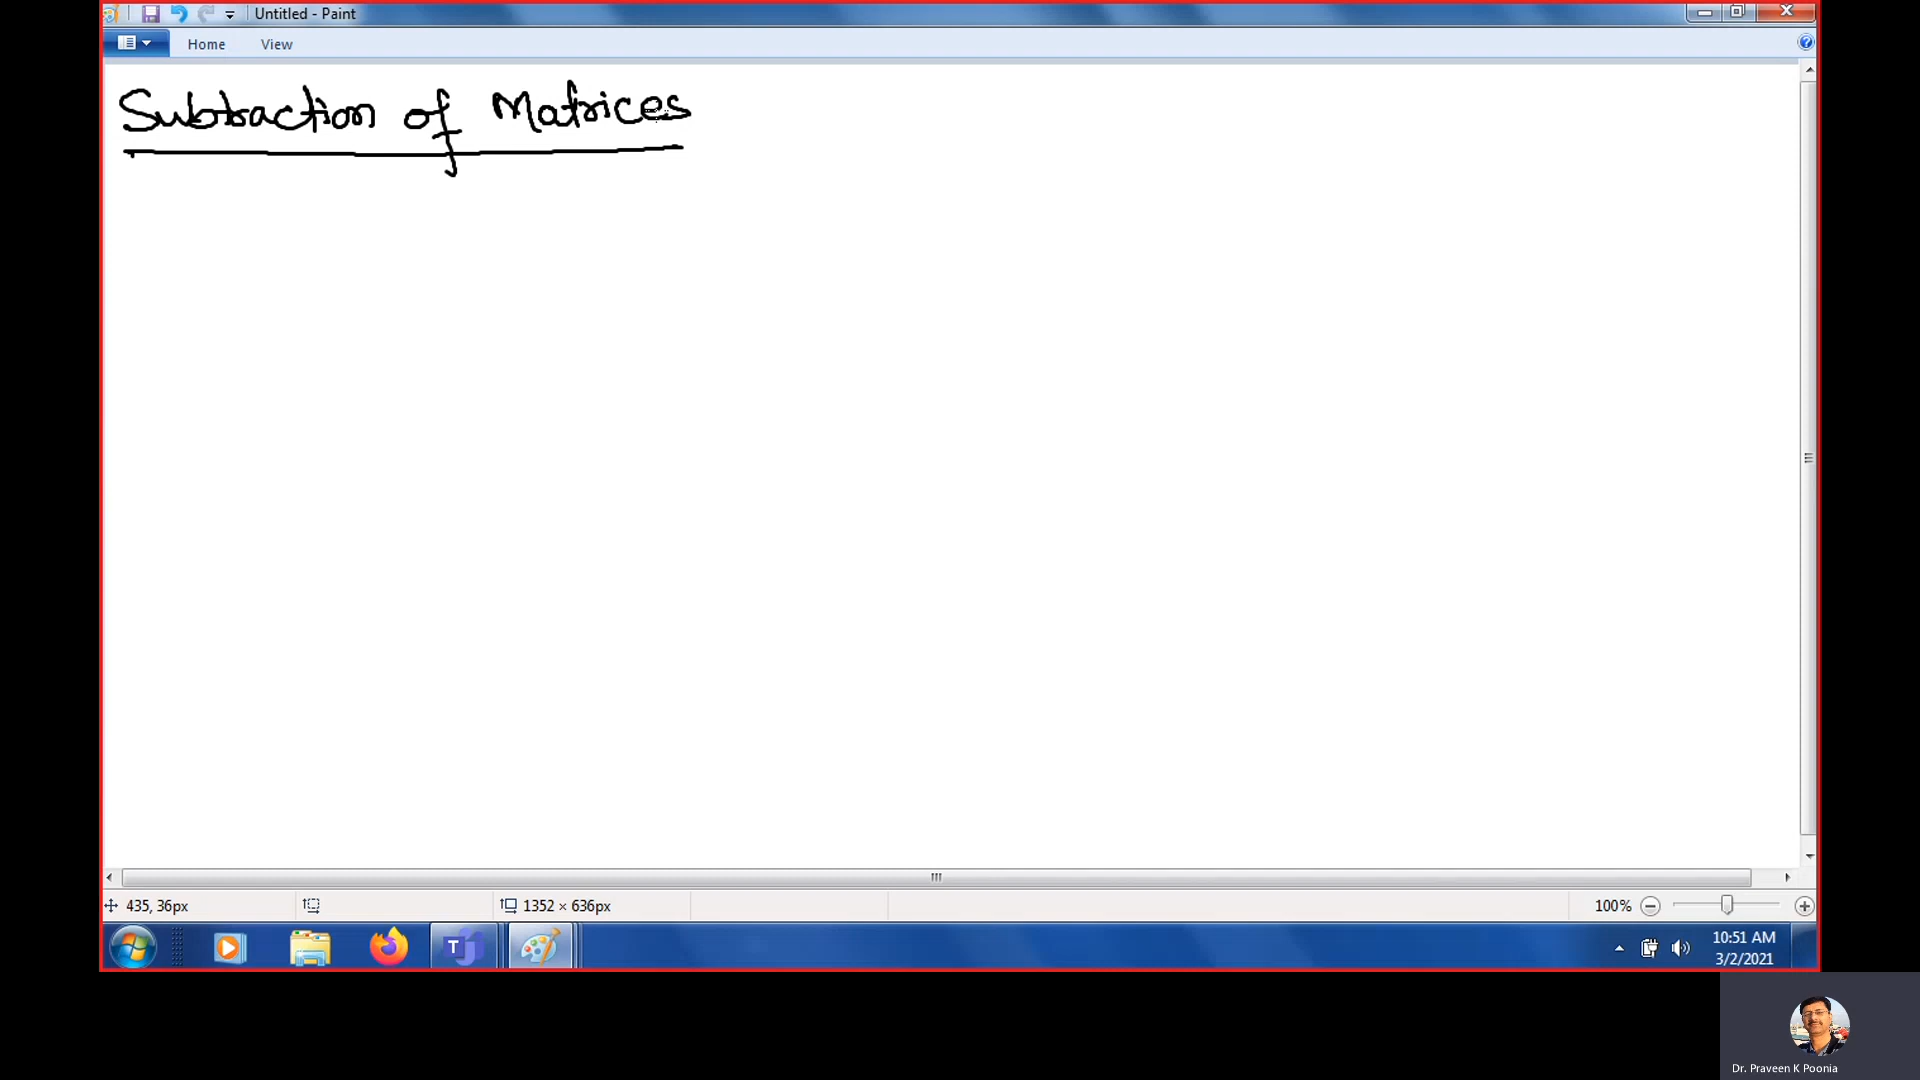 Untitled - Paint
Home View
Subtraction of Matrices
435, 36px 1352 × 636px 100%
T
10:51 AM
3/2/2021
Dr. Praveen K Poonia